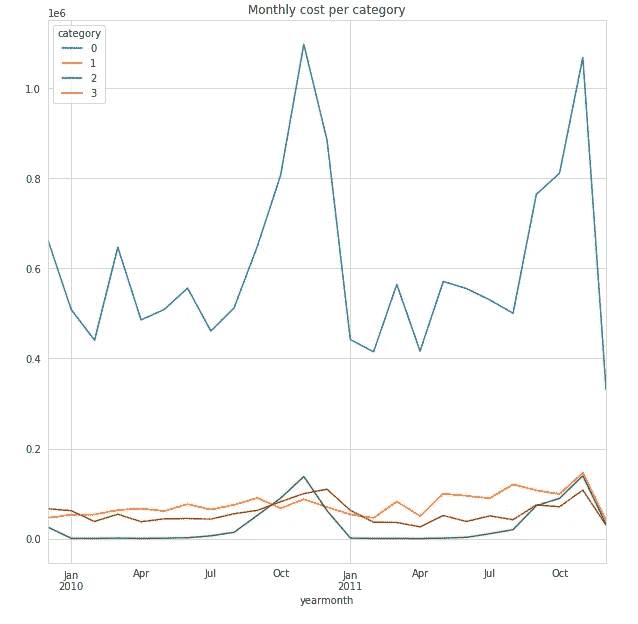 Monthly cost per category
1e6
category
0
1
2
3
1.0
0.8
0.6
0.4
0.2
0.0
Jan
2010
Apr
Jul
Oct
Jan
2011
Apr
Jul
Oct
yearmonth